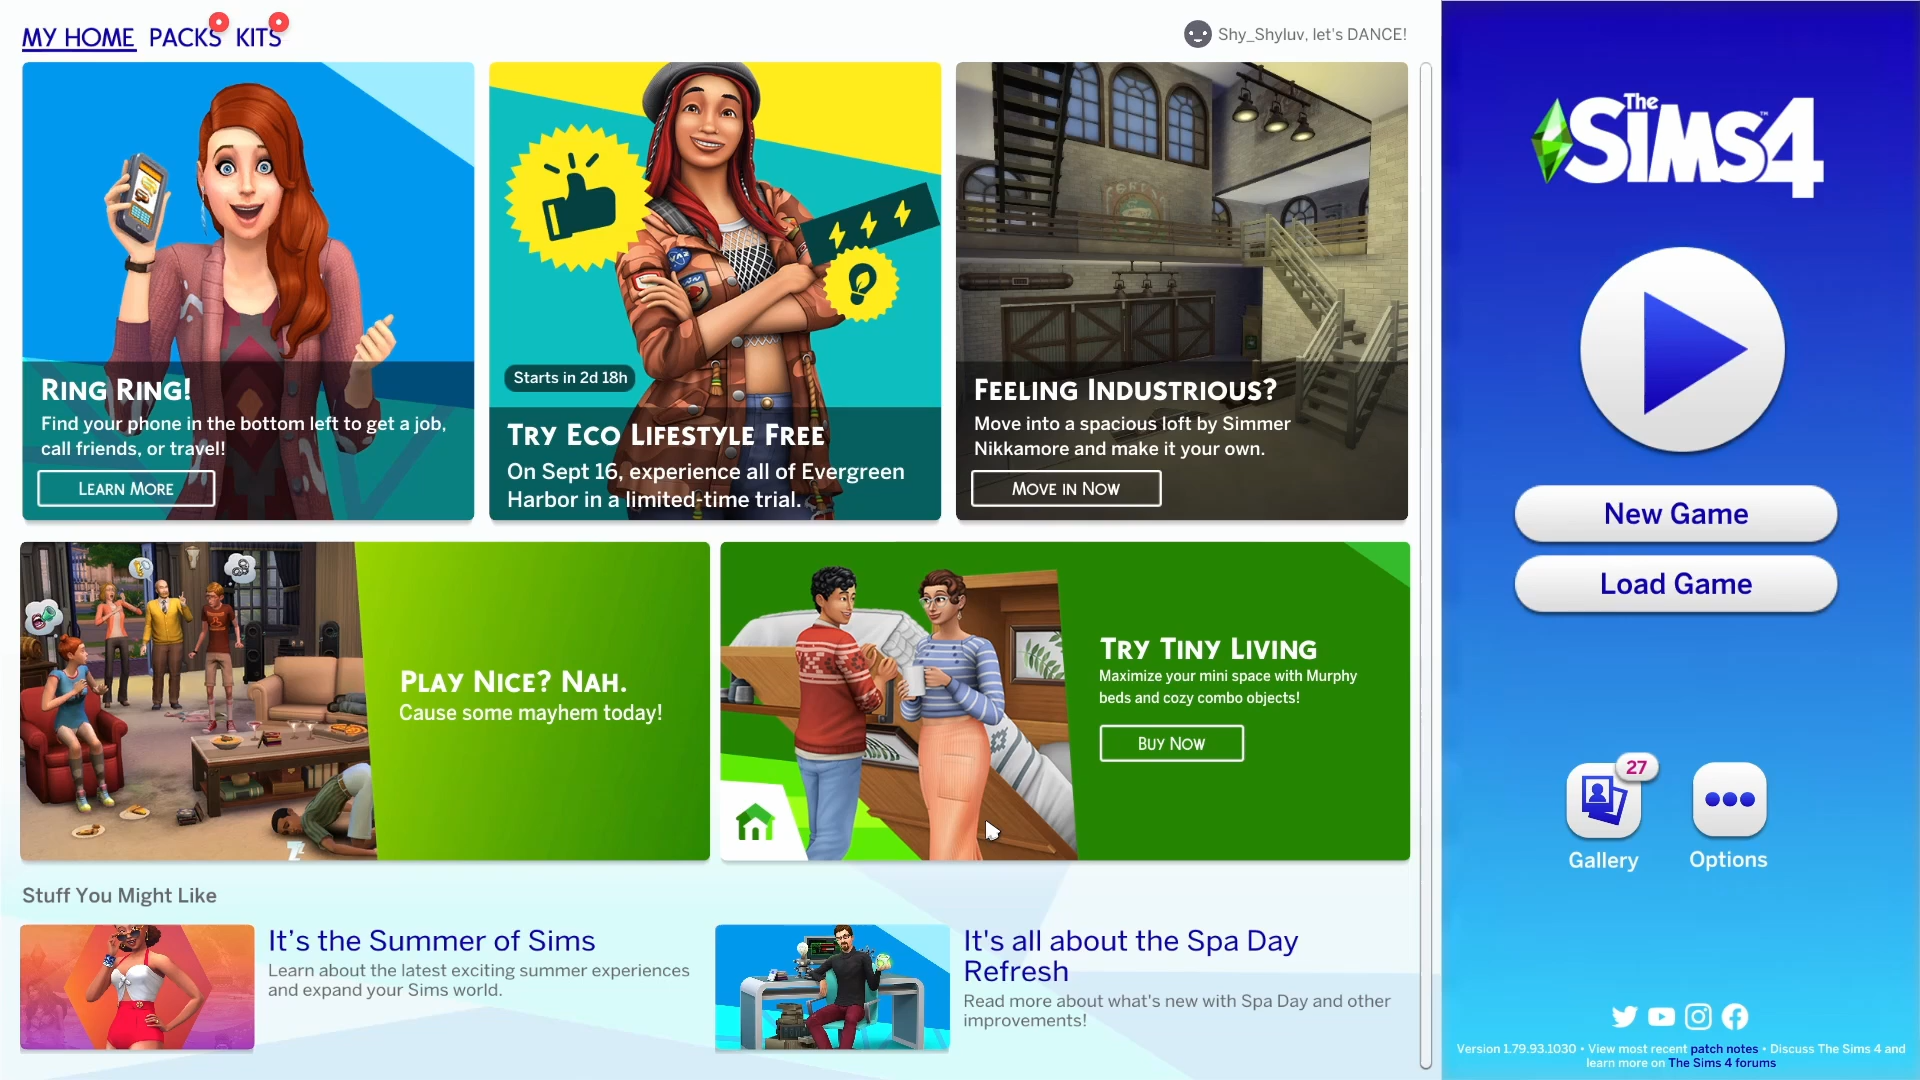 MY HOME PACKS KITS
Shy_Shyluv, let's DANCE!
RING RING!
Find your phone in the bottom left to get a job,
call friends, or travel!
LEARN MORE
Starts in 2d 18h
TRY ECO LIFESTYLE FREE
On Sept 16, experience all of Evergreen
Harbor in a limited-time trial.
FEELING INDUSTRIOUS?
Move into a spacious loft by Simmer
Nikkamore and make it your own.
MOVE IN NOW
PLAY NICE? NAH.
Cause some mayhem today!
TRY TINY LIVING
Maximize your mini space with Murphy
beds and cozy combo objects!
BUY NOW
Stuff You Might Like
It’s the Summer of Sims
Learn about the latest exciting summer experiences
and expand your Sims world.
It's all about the Spa Day
Refresh
Read more about what's new with Spa Day and other
improvements!
The
SIMS 4
New Game
Load Game
27
Gallery
Options
Version 1.79.93.1030 • View most recent patch notes • Discuss The Sims 4 and
learn more on The Sims 4 forums